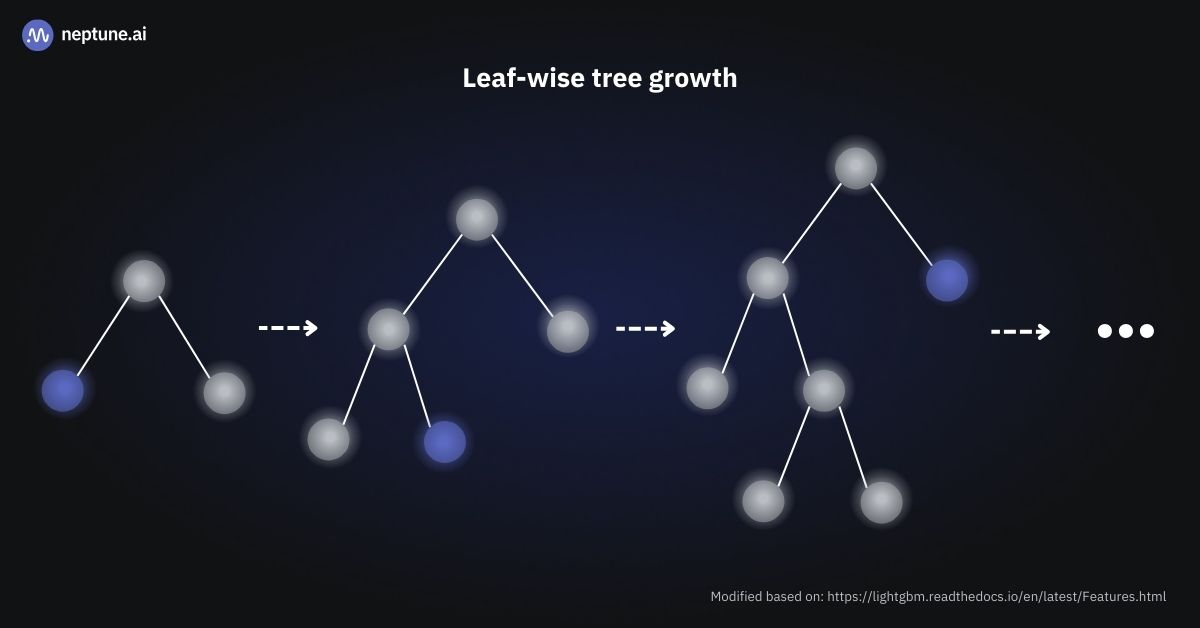 neptune.ai
Leaf-wise tree growth
Modified based on: https://lightgbm.readthedocs.io/en/latest/Features.html